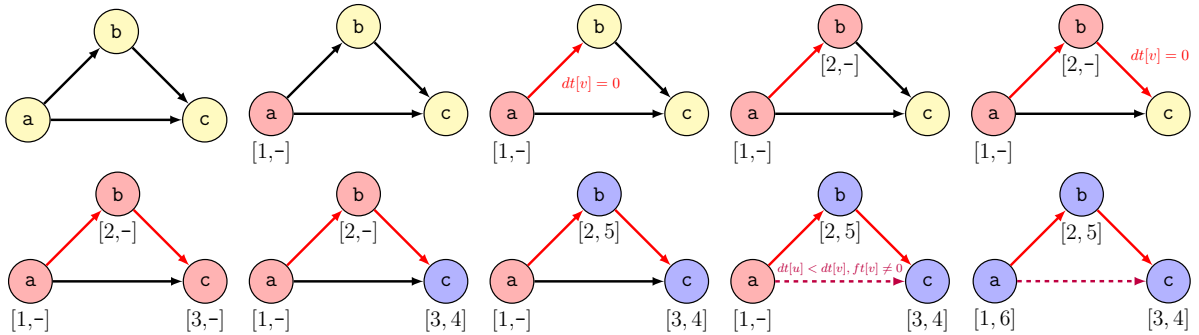 b
a c
b
a c
[1,-]
b
dt[v] = 0
a c
[1,-]
b
[2,-]
a c
[1,-]
b
dt[v] = 0
[2,-]
a c
[1,-]
b
[2,-]
a c
[1,-] [3,-]
b
[2,-]
a c
[1,-] [3, 4]
b
[2, 5]
a c
[1,-] [3, 4]
b
[2, 5]
dt[u] < dt[v], ft[v] ≠ 0
a c
[1,-] [3, 4]
b
[2, 5]
a c
[1, 6] [3, 4]